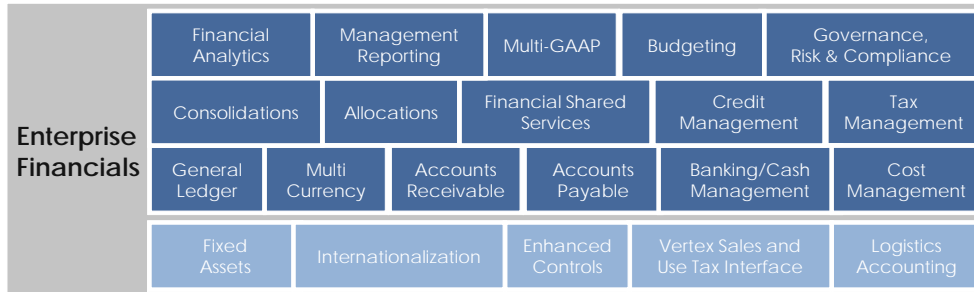 Enterprise
Financials
Financial
Analytics
Management
Reporting
Multi-GAAP
Budgeting
Governance,
Risk & Compliance
Consolidations
Allocations
Financial Shared
Services
Credit
Management
Tax
Management
General
Ledger
Multi
Currency
Accounts
Receivable
Accounts
Payable
Banking/Cash
Management
Cost
Management
Fixed
Assets
Internationalization
Enhanced
Controls
Vertex Sales and
Use Tax Interface
Logistics
Accounting